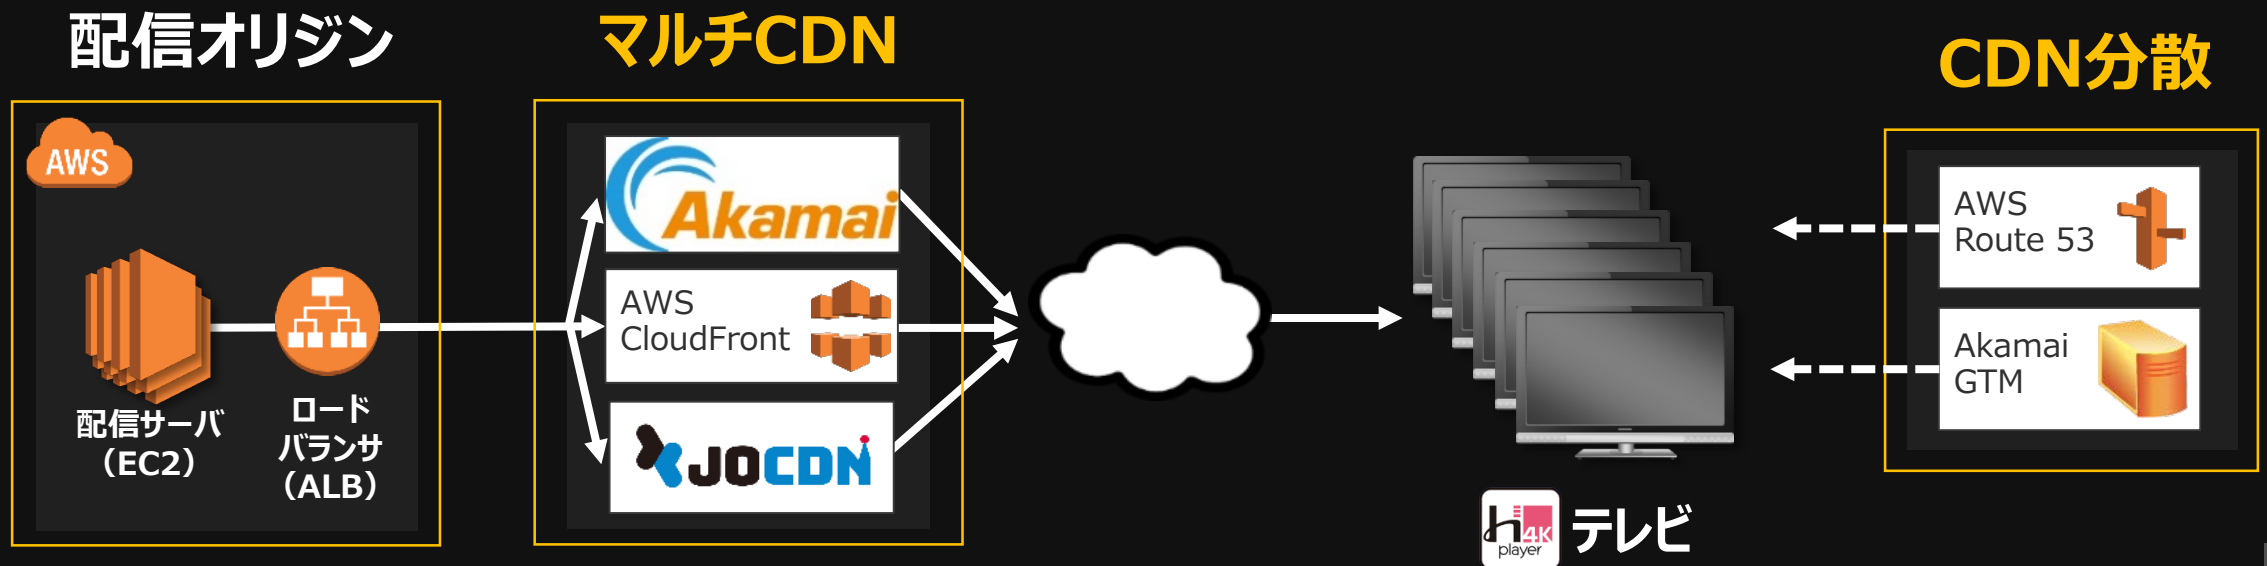 配信オリジン
マルチCDN
CDN分散
AWS
配信サーバ
（EC2）
ロード
バランサ
（ALB）
Akamai
AWS
CloudFront
JOCDN
h 4K
player
テレビ
AWS
Route 53
Akamai
GTM